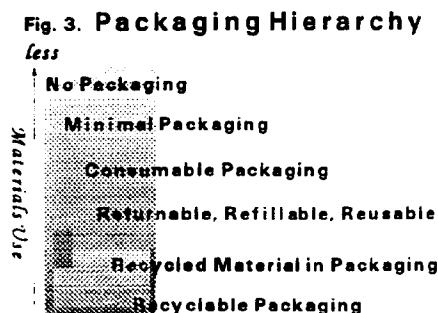 Fig. 3. Packaging Hierarchy
less
No Packaging
Minimal Packaging
Consumable Packaging
Returnable, Refillable, Reusable
Recycled Material in Packaging
Recyclable Packaging
Materials Use